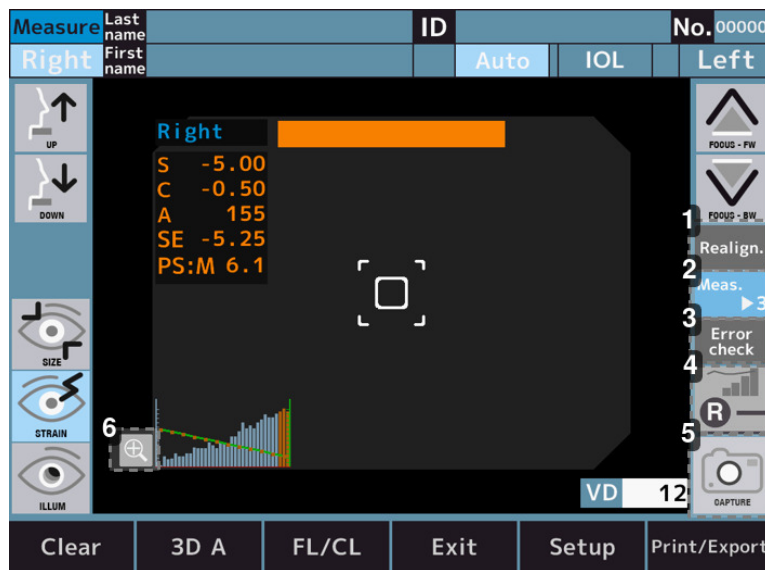 Measure Last name ID No. 00000
Right First name Auto IOL Left
UP
DOWN
SIZE
STRAIN
ILLUM
Right
S -5.00
C -0.50
A 155
SE -5.25
PS:M 6.1
FOCUS - FW
FOCUS - BW
1
Realign.
2
Meas.
▶3
3
Error
check
4
R
5
CAPTURE
6
VD 12
Clear 3D A FL/CL Exit Setup Print/Export